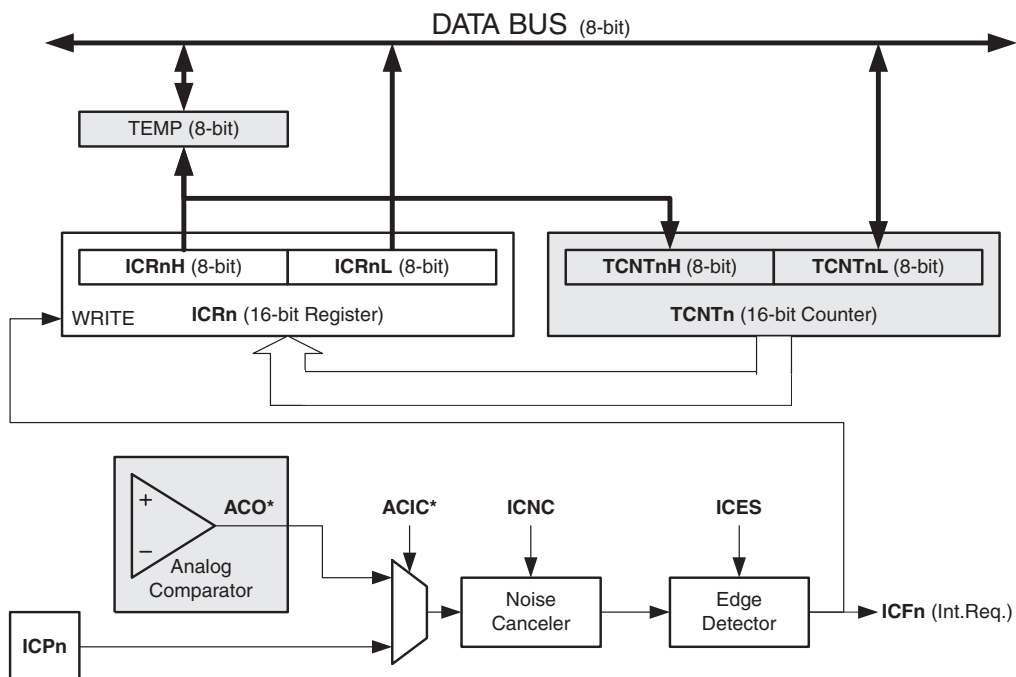 DATA BUS (8-bit)
TEMP (8-bit)
ICRnH (8-bit)
ICRnL (8-bit)
TCNTnH (8-bit)
TCNTnL (8-bit)
WRITE
ICRn (16-bit Register)
TCNTn (16-bit Counter)
+
−
ACO*
Analog
Comparator
ACIC*
ICNC
ICES
Noise
Canceler
Edge
Detector
ICFn (Int.Req.)
ICPn